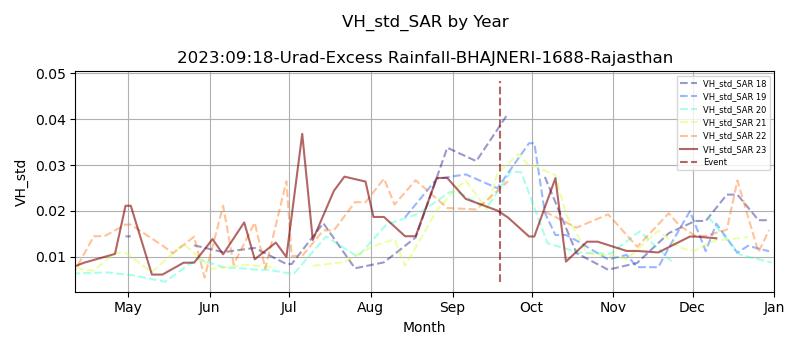 VH_std_SAR by Year
2023:09:18-Urad-Excess Rainfall-BHAJNERI-1688-Rajasthan
0.05
0.04
0.03
0.02
0.01
VH_std
VH_std_SAR 18
VH_std_SAR 19
VH_std_SAR 20
VH_std_SAR 21
VH_std_SAR 22
VH_std_SAR 23
Event
May Jun Jul Aug Sep Oct Nov Dec Jan
Month